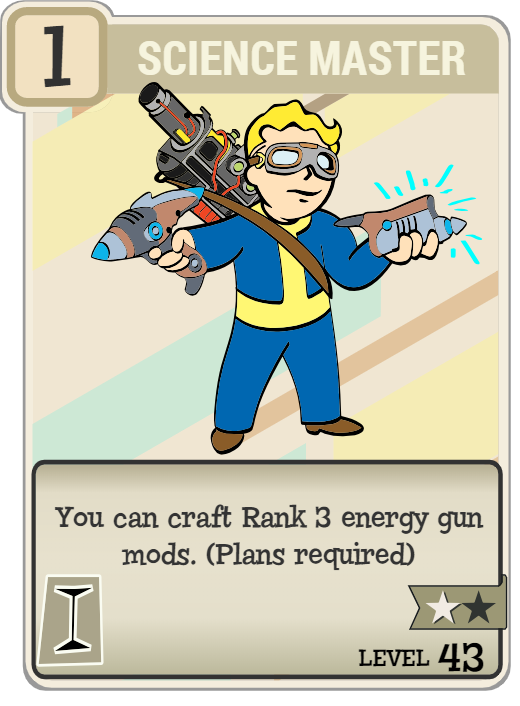 1
SCIENCE MASTER
You can craft Rank 3 energy gun
mods. (Plans required)
I
LEVEL 43